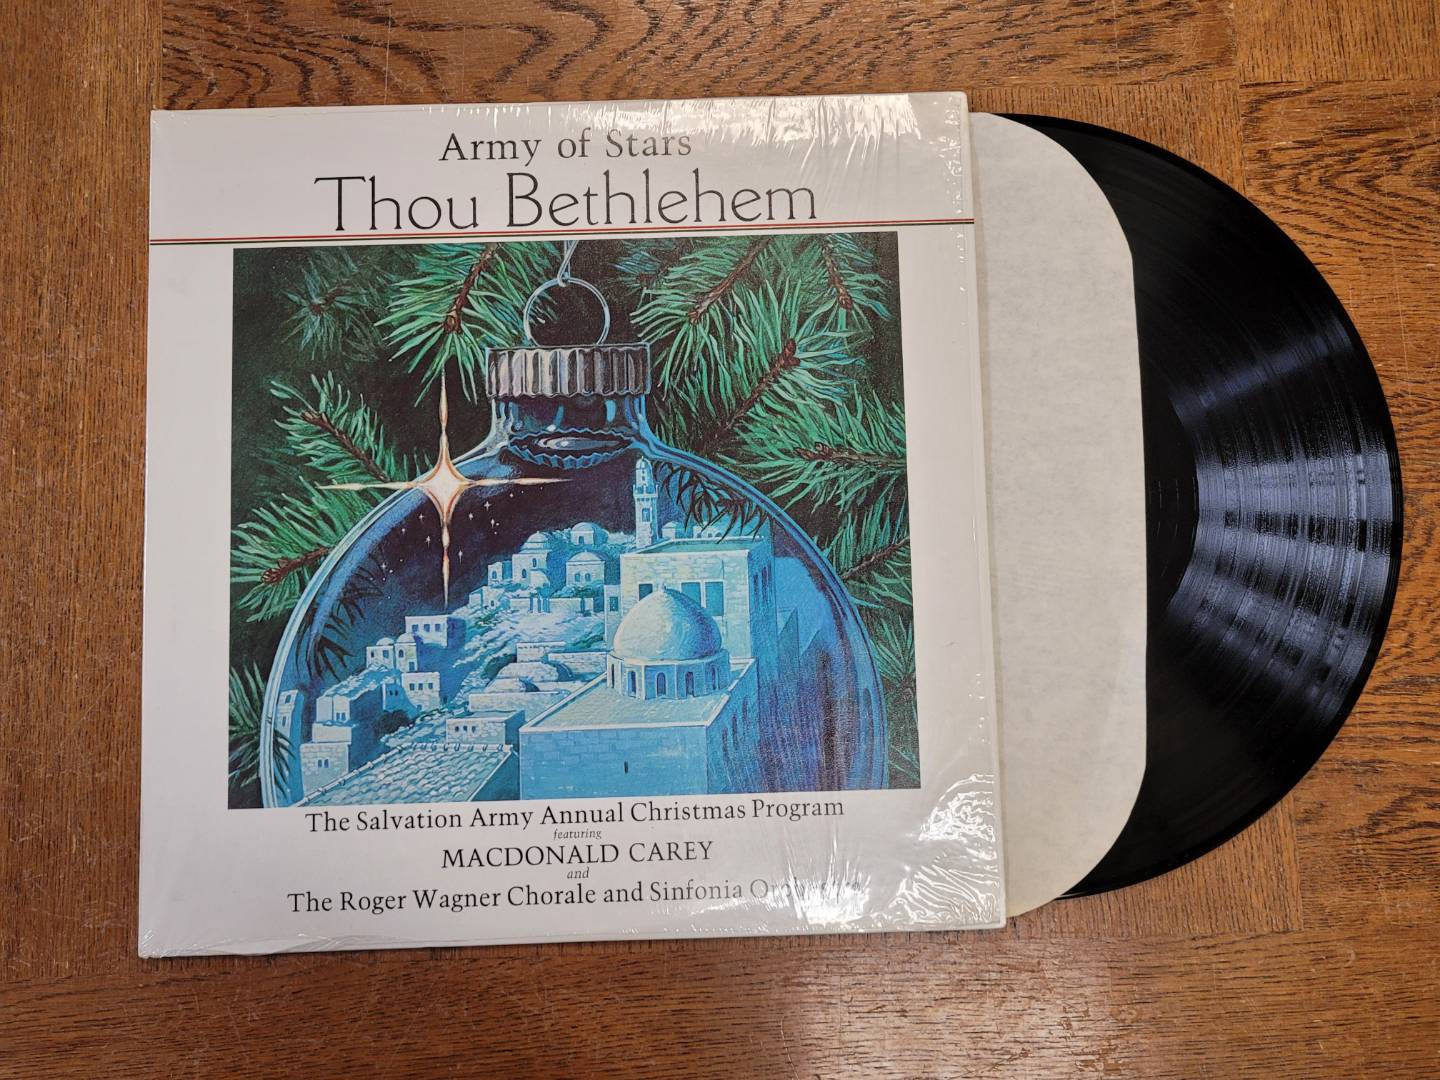 Army of Stars
Thou Bethlehem
The Salvation Army Annual Christmas Program
featuring
MACDONALD CAREY
and
The Roger Wagner Chorale and Sinfonia Orchestra